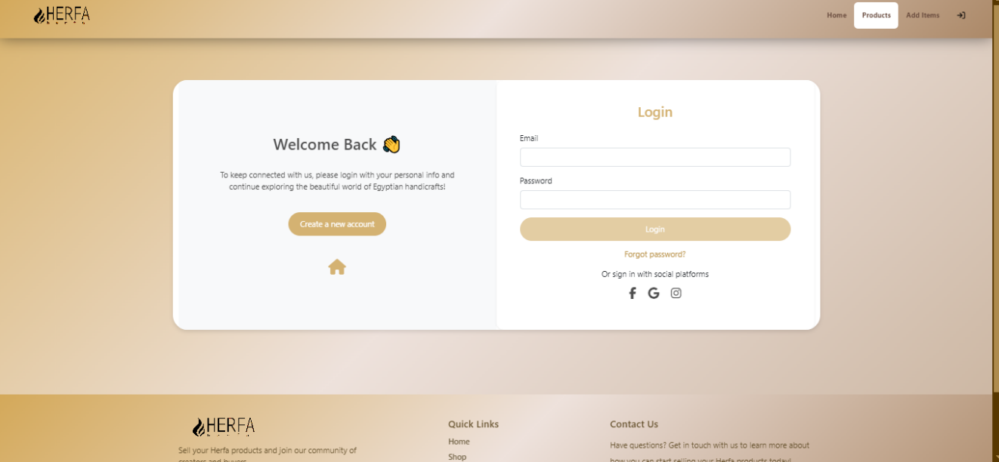 HERFA
Home
Products
Add Items
Welcome Back
To keep connected with us, please login with your personal info and
continue exploring the beautiful world of Egyptian handicrafts!
Create a new account
Login
Email
Password
Login
Forgot password?
Or sign in with social platforms
HERFA
Sell your Herfa products and join our community of
creators and buyers.
Quick Links
Home
Shop
Contact Us
Have questions? Get in touch with us to learn more about
how you can start selling your Herfa products today!